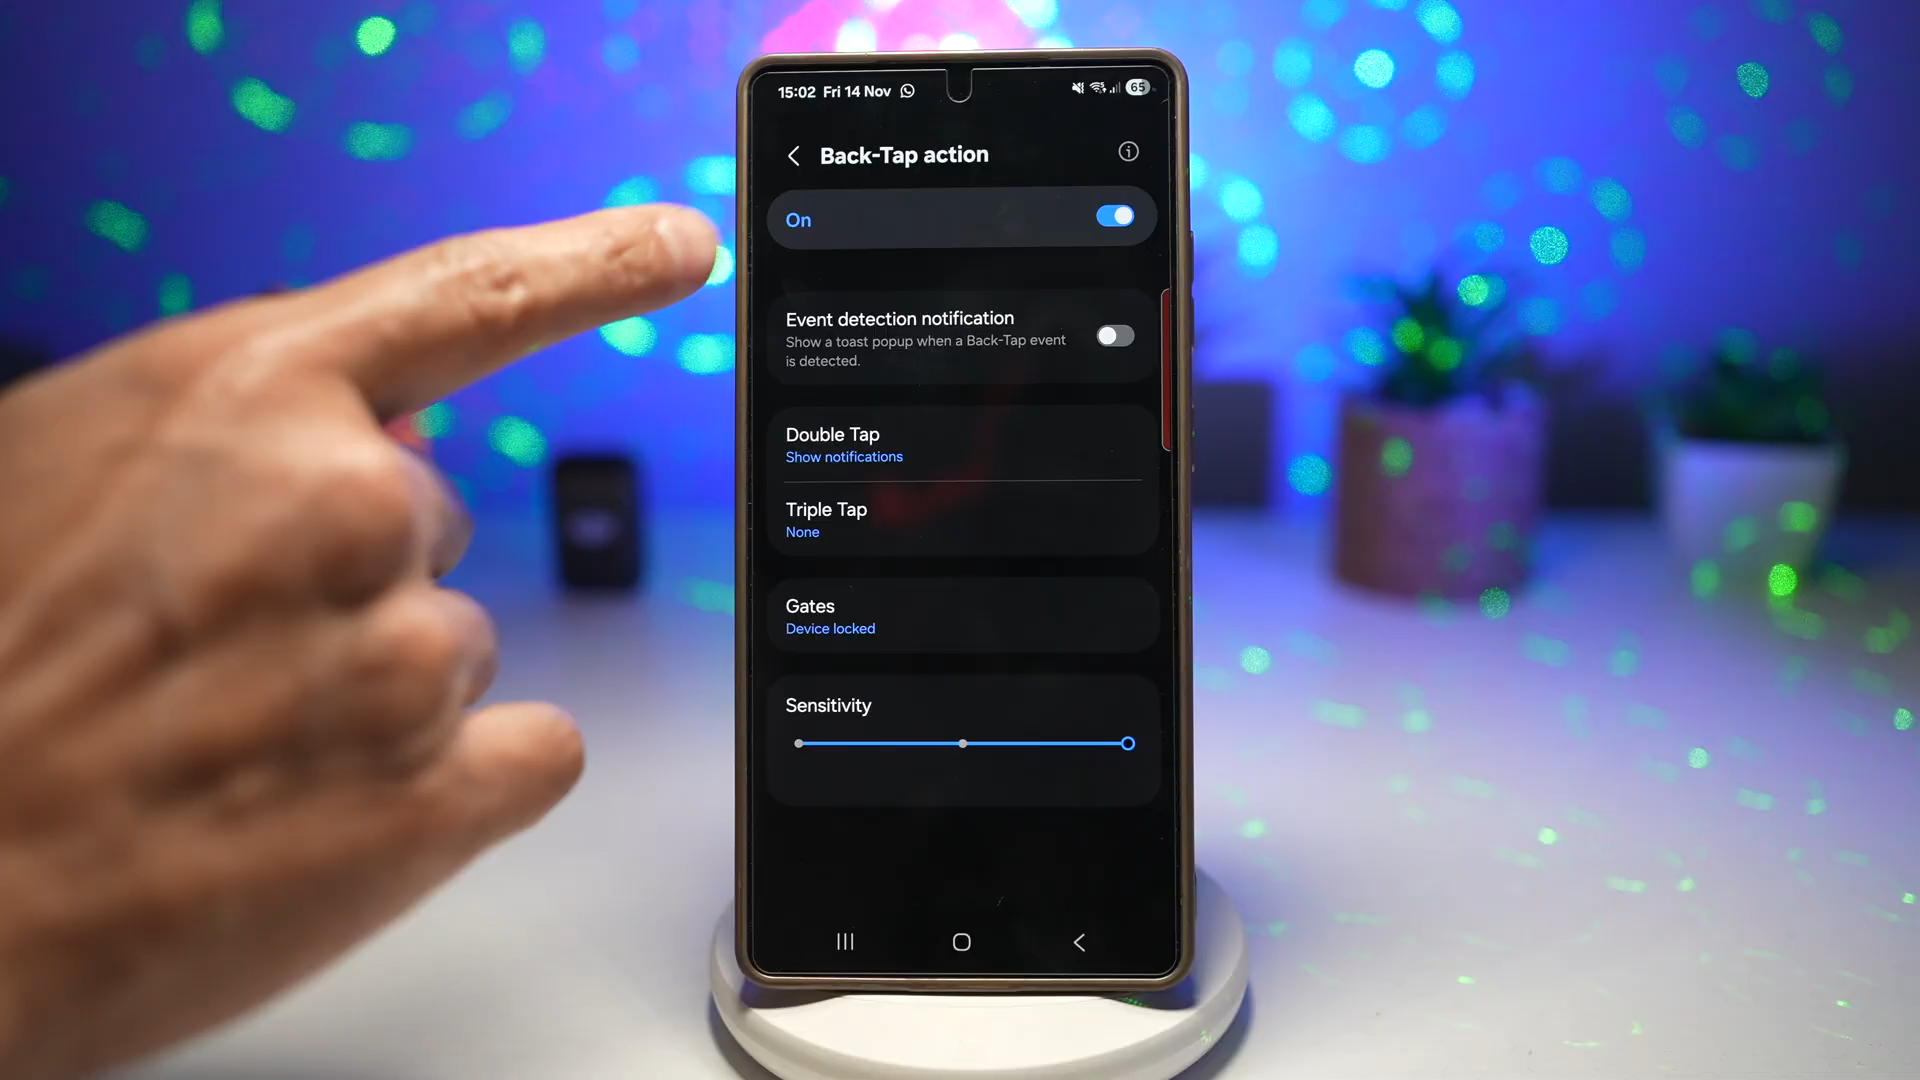 15:02 Fri 14 Nov
65
Back-Tap action
On
Event detection notification
Show a toast popup when a Back-Tap event
is detected.
Double Tap
Show notifications
Triple Tap
None
Gates
Device locked
Sensitivity